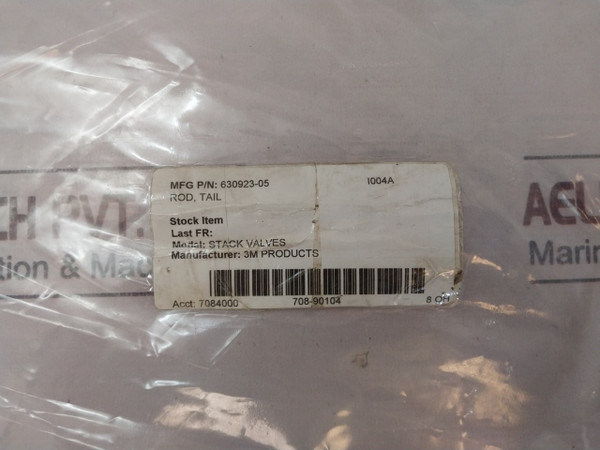 MFG P/N: 630923-05 I004A
ROD, TAIL
Stock Item
Last FR:
Model: STACK VALVES
Manufacturer: 3M PRODUCTS
Acct: 7084000 708-90104 8 OH
CH PVT. AEL
tion & Ma Marin